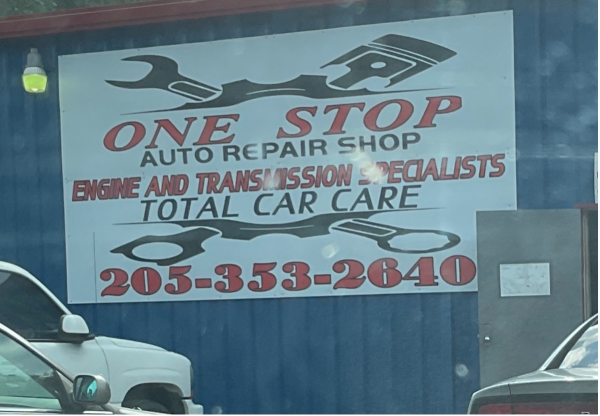 ONE STOP
AUTO REPAIR SHOP
ENGINE AND TRANSMISSION SPECIALISTS
TOTAL CAR CARE
205-353-2640